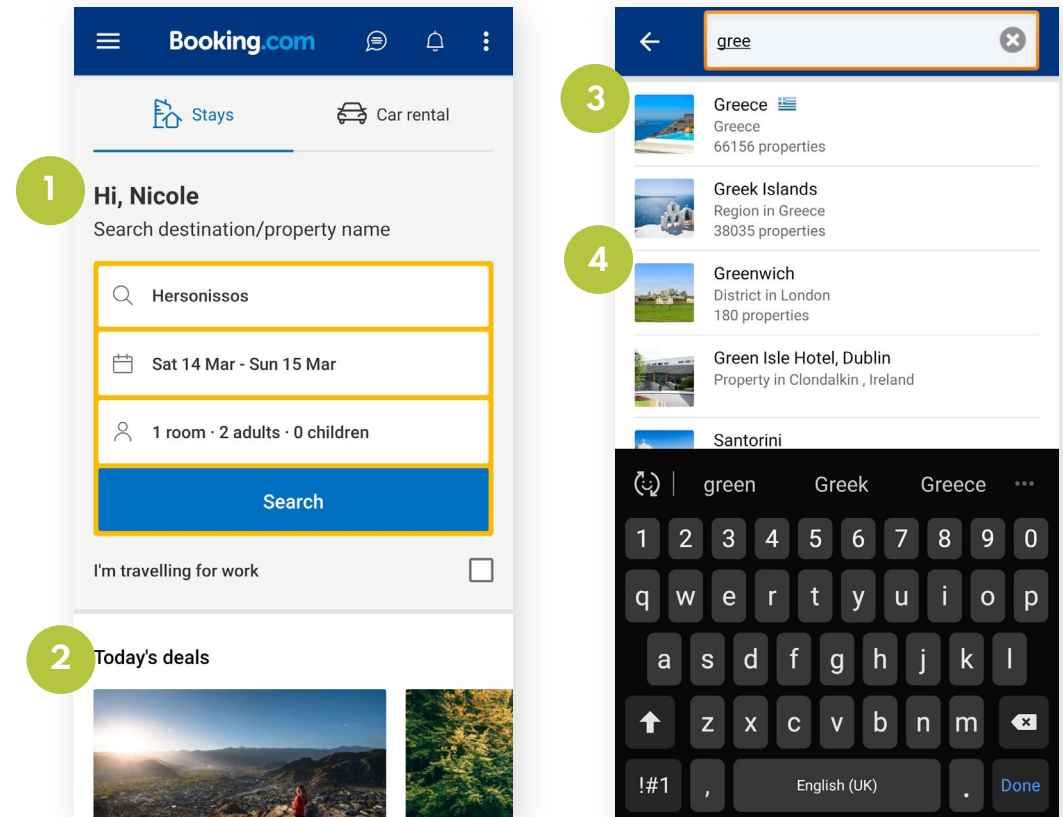 Booking.com
Stays
Car rental
1
Hi, Nicole
Search destination/property name
Hersonissos
Sat 14 Mar - Sun 15 Mar
1 room · 2 adults · 0 children
Search
I'm travelling for work
2
Today's deals
gree
3
Greece
Greece
66156 properties
Greek Islands
Region in Greece
38035 properties
4
Greenwich
District in London
180 properties
Green Isle Hotel, Dublin
Property in Clondalkin , Ireland
Santorini
green Greek Greece
1 2 3 4 5 6 7 8 9 0
q w e r t y u i o p
a s d f g h j k l
z x c v b n m
!#1 , English (UK) . Done